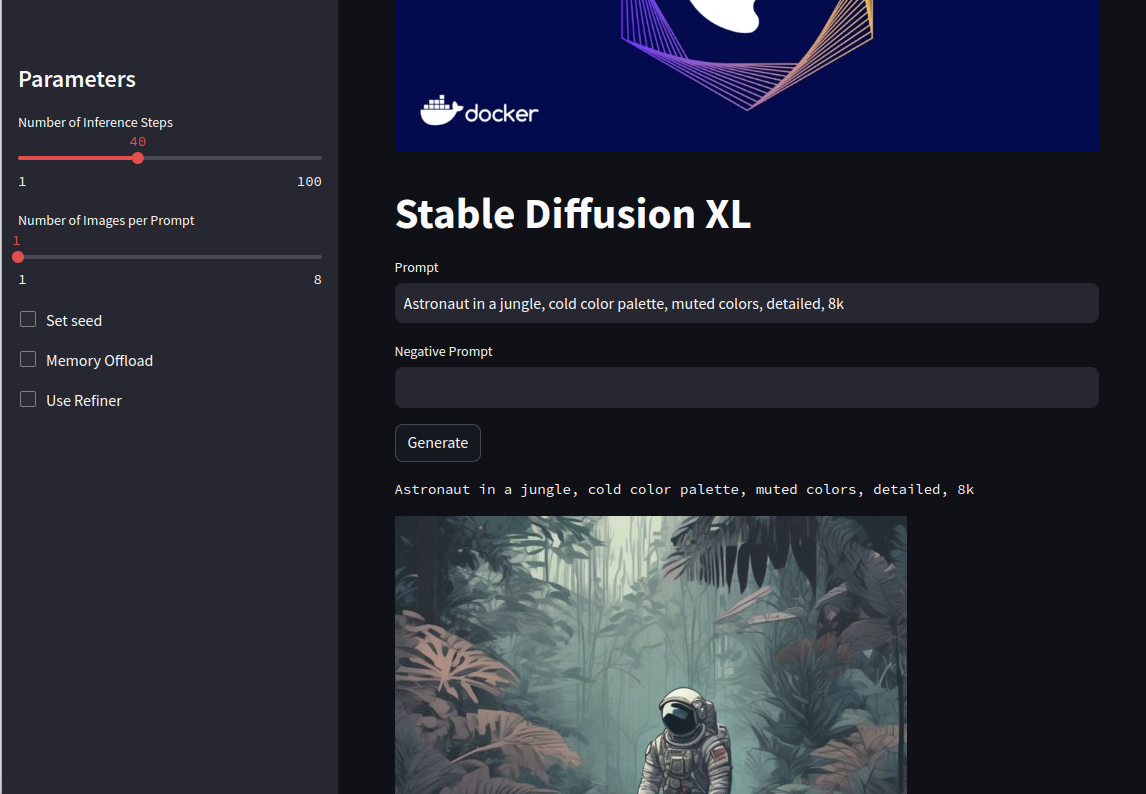 Parameters
Number of Inference Steps
40
1 100
Number of Images per Prompt
1
1 8
Set seed
Memory Offload
Use Refiner
docker
Stable Diffusion XL
Prompt
Astronaut in a jungle, cold color palette, muted colors, detailed, 8k
Negative Prompt
Generate
Astronaut in a jungle, cold color palette, muted colors, detailed, 8k